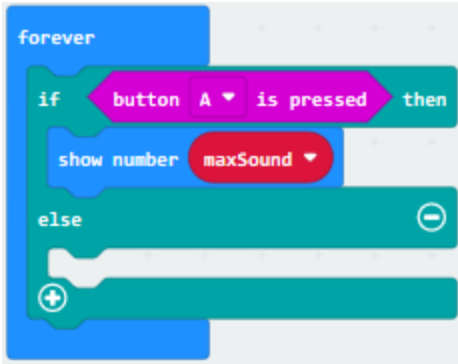 forever
if button A is pressed then
show number maxSound
else